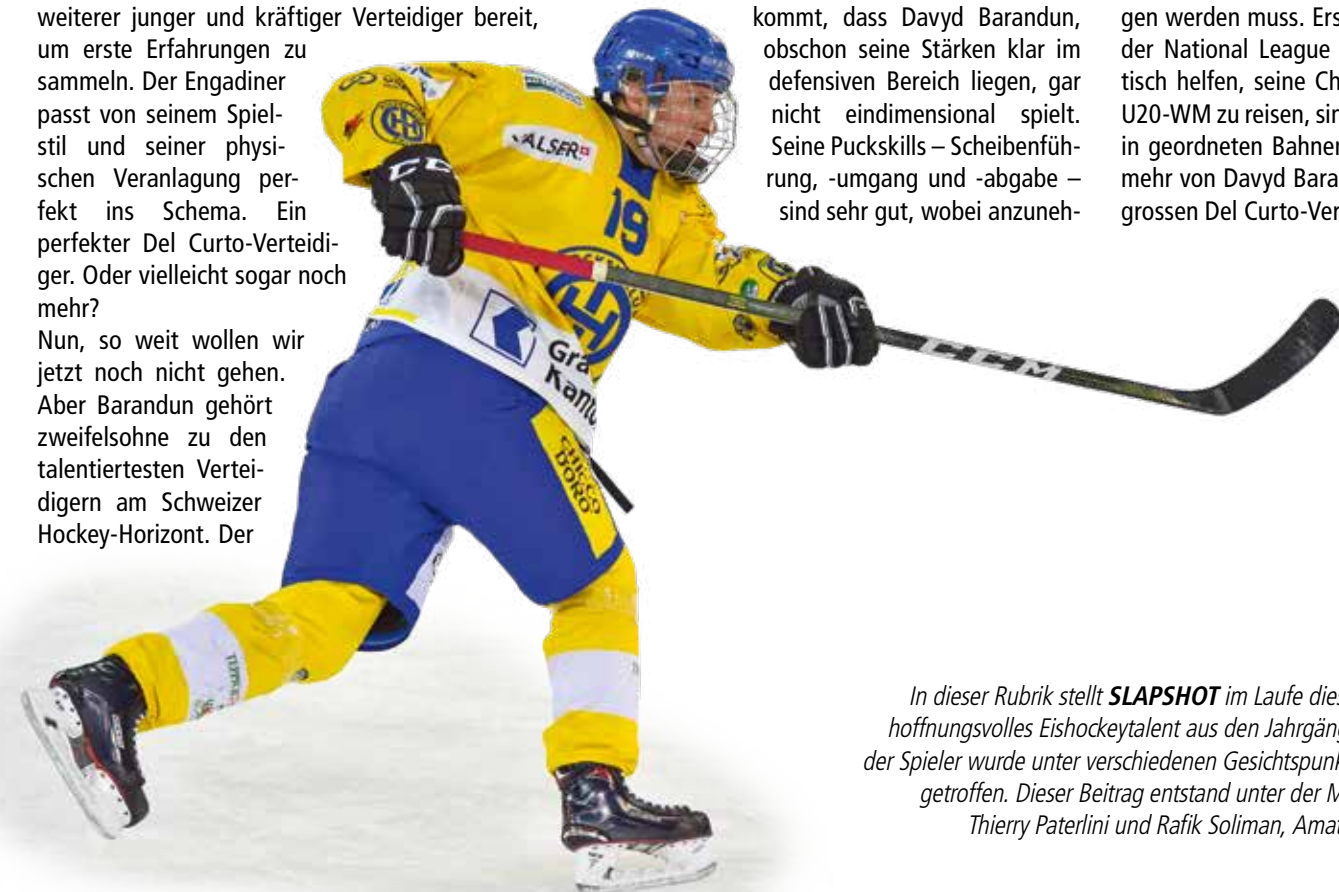 weiterer junger und kräftiger Verteidiger bereit,
um erste Erfahrungen zu
sammeln. Der Engadiner
passt von seinem Spiel-
stil und seiner physi-
schen Veranlagung per-
fekt ins Schema. Ein
perfekter Del Curto-Verteidi-
ger. Oder vielleicht sogar noch
mehr?
Nun, so weit wollen wir
jetzt noch nicht gehen.
Aber Barandun gehört
zweifelsohne zu den
talentiertesten Vertei-
digern am Schweizer
Hockey-Horizont. Der
kommt, dass Davyd Barandun,
obschon seine Stärken klar im
defensiven Bereich liegen, gar
nicht eindimensional spielt.
Seine Puckskills – Scheibenfüh-
rung, -umgang und -abgabe –
sind sehr gut, wobei anzuneh-
gen werden muss. Ers
der National League
tisch helfen, seine Ch
U20-WM zu reisen, sin
in geordneten Bahnen
mehr von Davyd Bara
grossen Del Curto-Ver
ALSER
19
CCM
Kanto
CHICCO
DORO
In dieser Rubrik stellt SLAPSHOT im Laufe dies
hoffnungsvolles Eishockeytalent aus den Jahrgäng
der Spieler wurde unter verschiedenen Gesichtspunk
getroffen. Dieser Beitrag entstand unter der M
Thierry Paterlini und Rafik Soliman, Amat